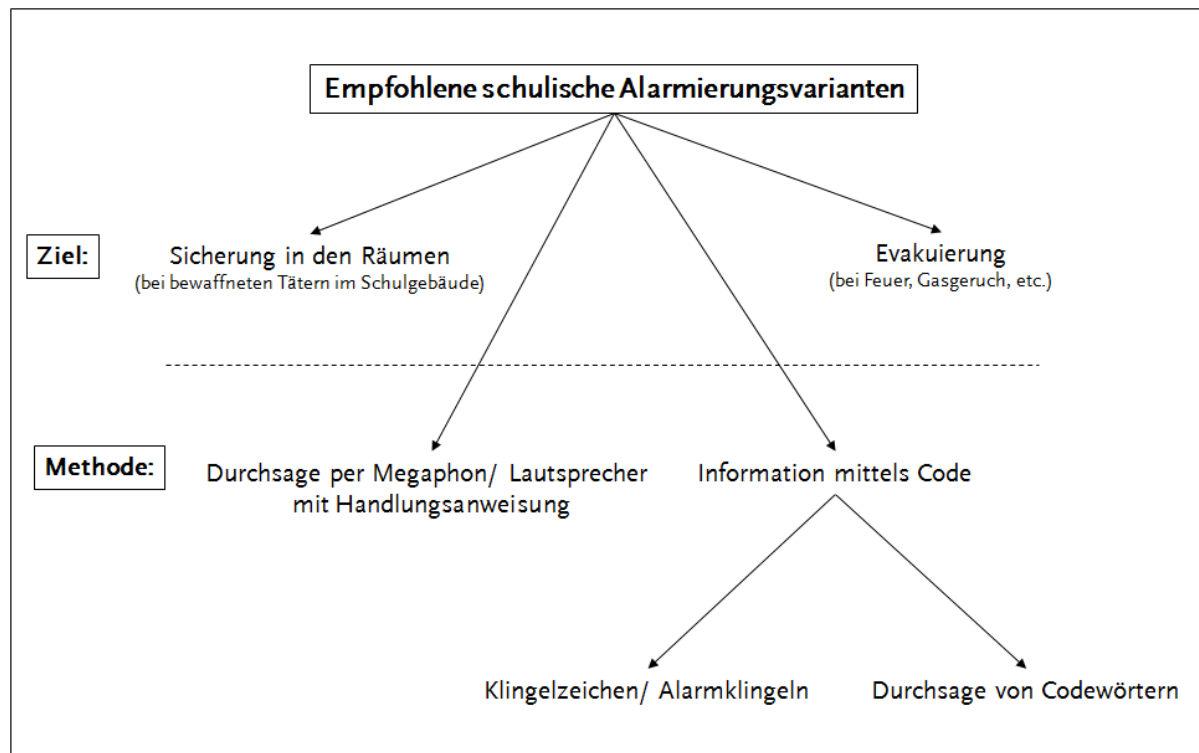 Empfohlene schulische Alarmierungsvarianten
Ziel:
Sicherung in den Räumen
(bei bewaffneten Tätern im Schulgebäude)
Evakuierung
(bei Feuer, Gasgeruch, etc.)
Methode:
Durchsage per Megaphon/ Lautsprecher
mit Handlungsanweisung
Information mittels Code
Klingelzeichen/ Alarmklingeln
Durchsage von Codewörtern